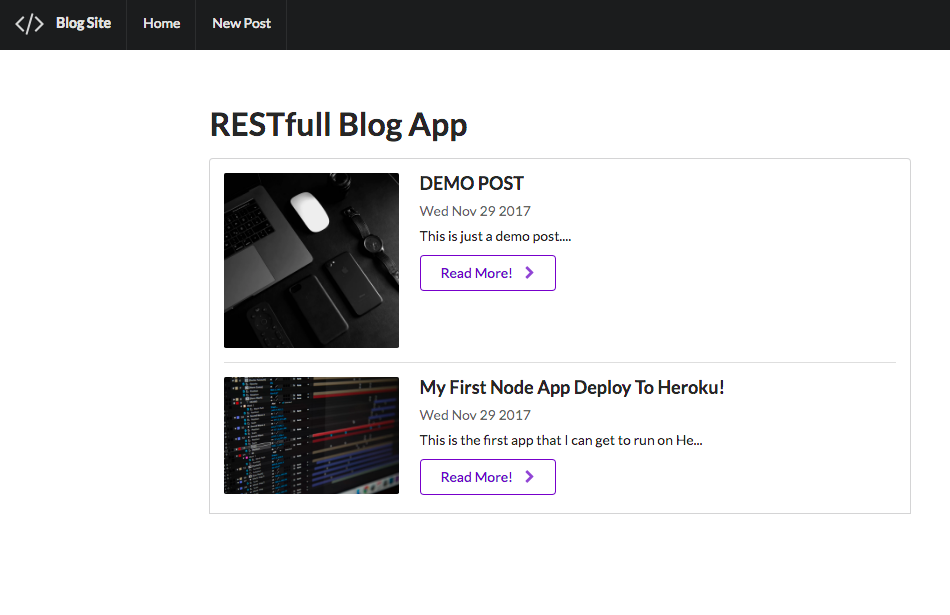 </> Blog Site Home New Post
RESTfull Blog App
DEMO POST
Wed Nov 29 2017
This is just a demo post....
Read More!
My First Node App Deploy To Heroku!
Wed Nov 29 2017
This is the first app that I can get to run on He...
Read More!